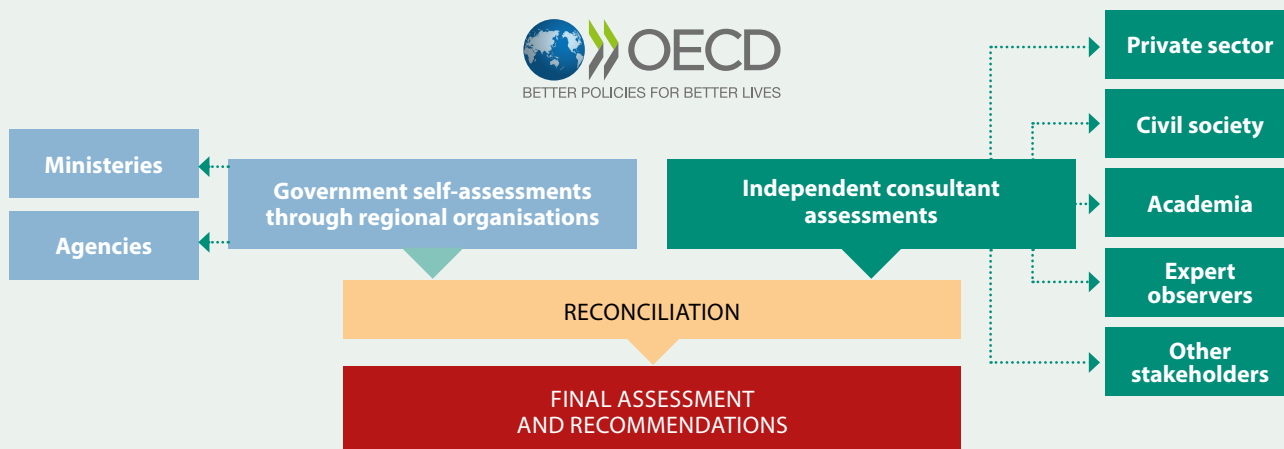 OECD
BETTER POLICIES FOR BETTER LIVES
Ministeries
Agencies
Government self-assessments
through regional organisations
Independent consultant
assessments
Private sector
Civil society
Academia
Expert
observers
Other
stakeholders
RECONCILIATION
FINAL ASSESSMENT
AND RECOMMENDATIONS